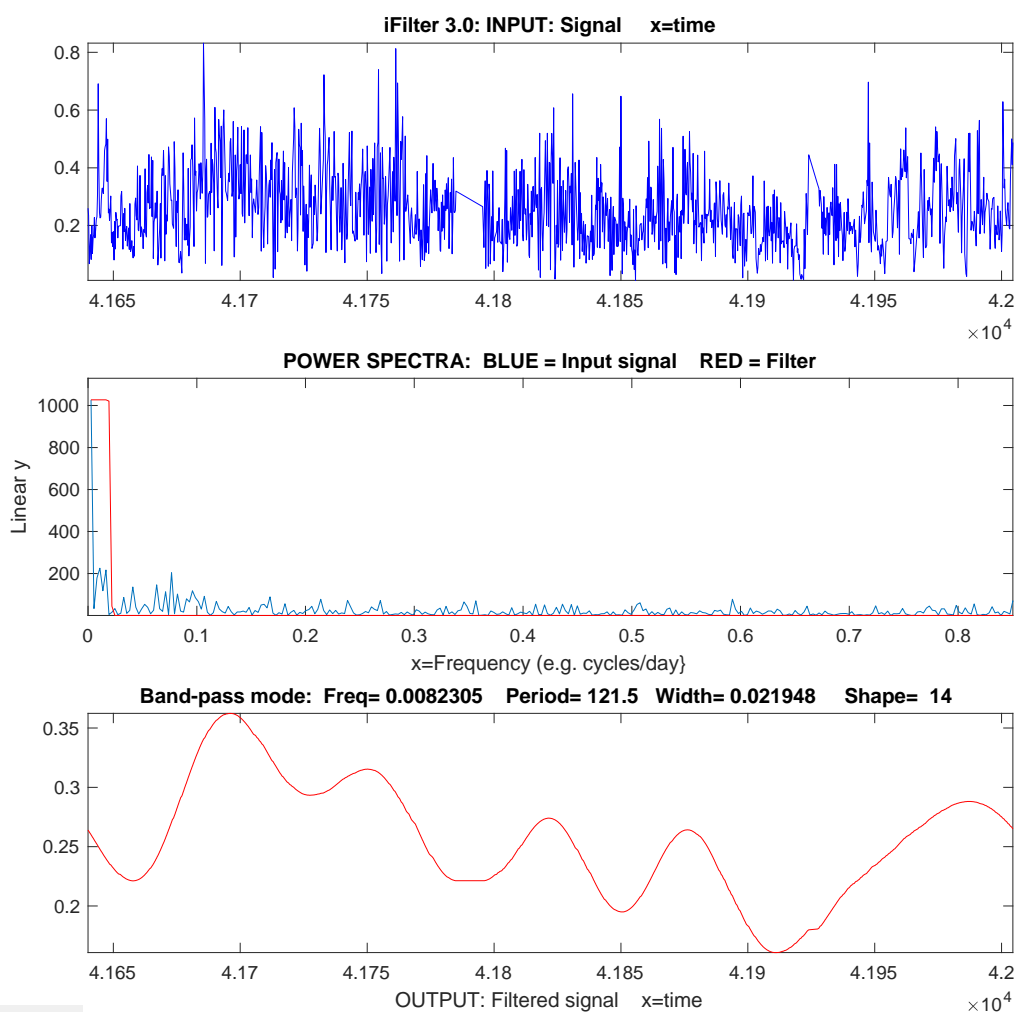 iFilter 3.0: INPUT: Signal x=time
0.8
0.6
0.4
0.2
4.165 4.17 4.175 4.18 4.185 4.19 4.195 4.2
×10^4
POWER SPECTRA: BLUE = Input signal RED = Filter
1000
800
600
400
200
Linear y
0 0.1 0.2 0.3 0.4 0.5 0.6 0.7 0.8
x=Frequency (e.g. cycles/day}
Band-pass mode: Freq= 0.0082305 Period= 121.5 Width= 0.021948 Shape= 14
0.35
0.3
0.25
0.2
4.165 4.17 4.175 4.18 4.185 4.19 4.195 4.2
OUTPUT: Filtered signal x=time
×10^4